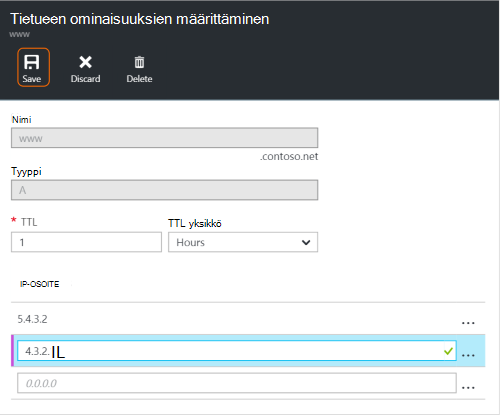 Tietueen ominaisuuksien määrittäminen
www
Save Discard Delete
Nimi
www
.contoso.net
Tyyppi
A
* TTL TTL yksikkö
1 Hours
IP-OSOITE
5.4.3.2 ...
4.3.2.IL ...
0.0.0.0 ...